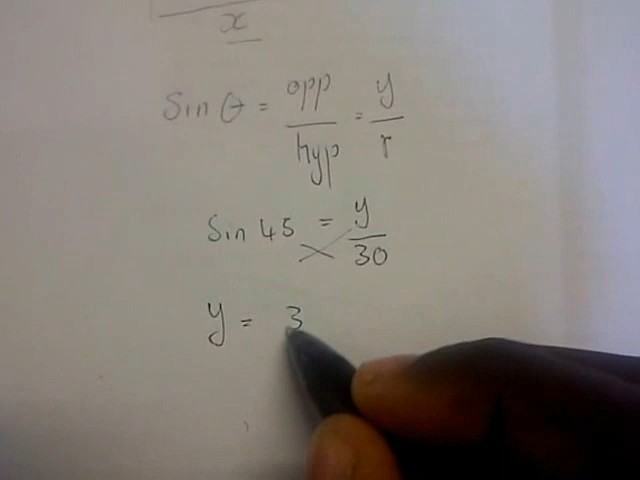 x
Sin θ = opp/hyp = y/r
Sin 45 = y/30
y = 3